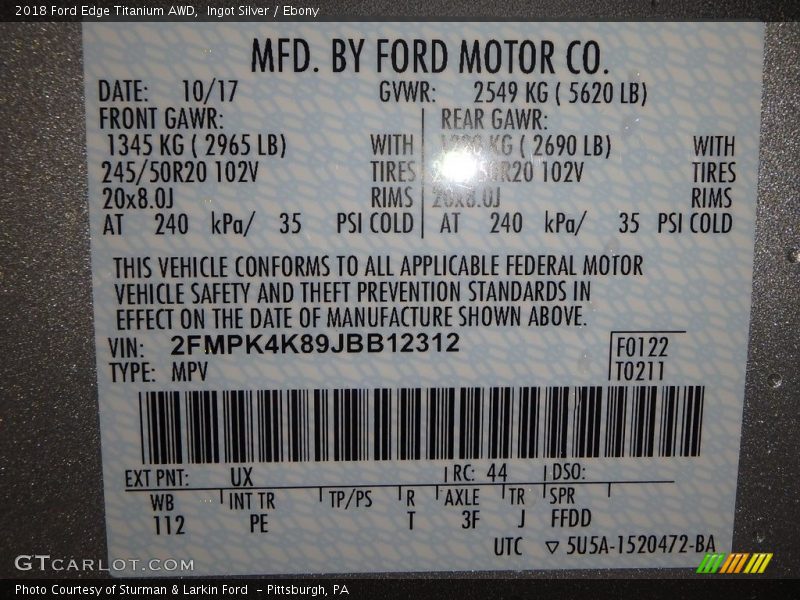 2018 Ford Edge Titanium AWD, Ingot Silver / Ebony
MFD. BY FORD MOTOR CO.
DATE: 10/17 GVWR: 2549 KG ( 5620 LB)
FRONT GAWR: REAR GAWR:
1345 KG ( 2965 LB) WITH KG ( 2690 LB) WITH
245/50R20 102V TIRES R20 102V TIRES
20x8.0J RIMS 20x8.0J RIMS
AT 240 kPa/ 35 PSI COLD AT 240 kPa/ 35 PSI COLD
THIS VEHICLE CONFORMS TO ALL APPLICABLE FEDERAL MOTOR
VEHICLE SAFETY AND THEFT PREVENTION STANDARDS IN
EFFECT ON THE DATE OF MANUFACTURE SHOWN ABOVE.
VIN: 2FMPK4K89JBB12312 F0122
TYPE: MPV T0211
EXT PNT: UX RC: 44 DSO:
WB INT TR TP/PS R AXLE TR SPR
112 PE T 3F J FFDD
UTC ▽ 5U5A-1520472-BA
GTCARLOT.COM
Photo Courtesy of Sturman & Larkin Ford - Pittsburgh, PA